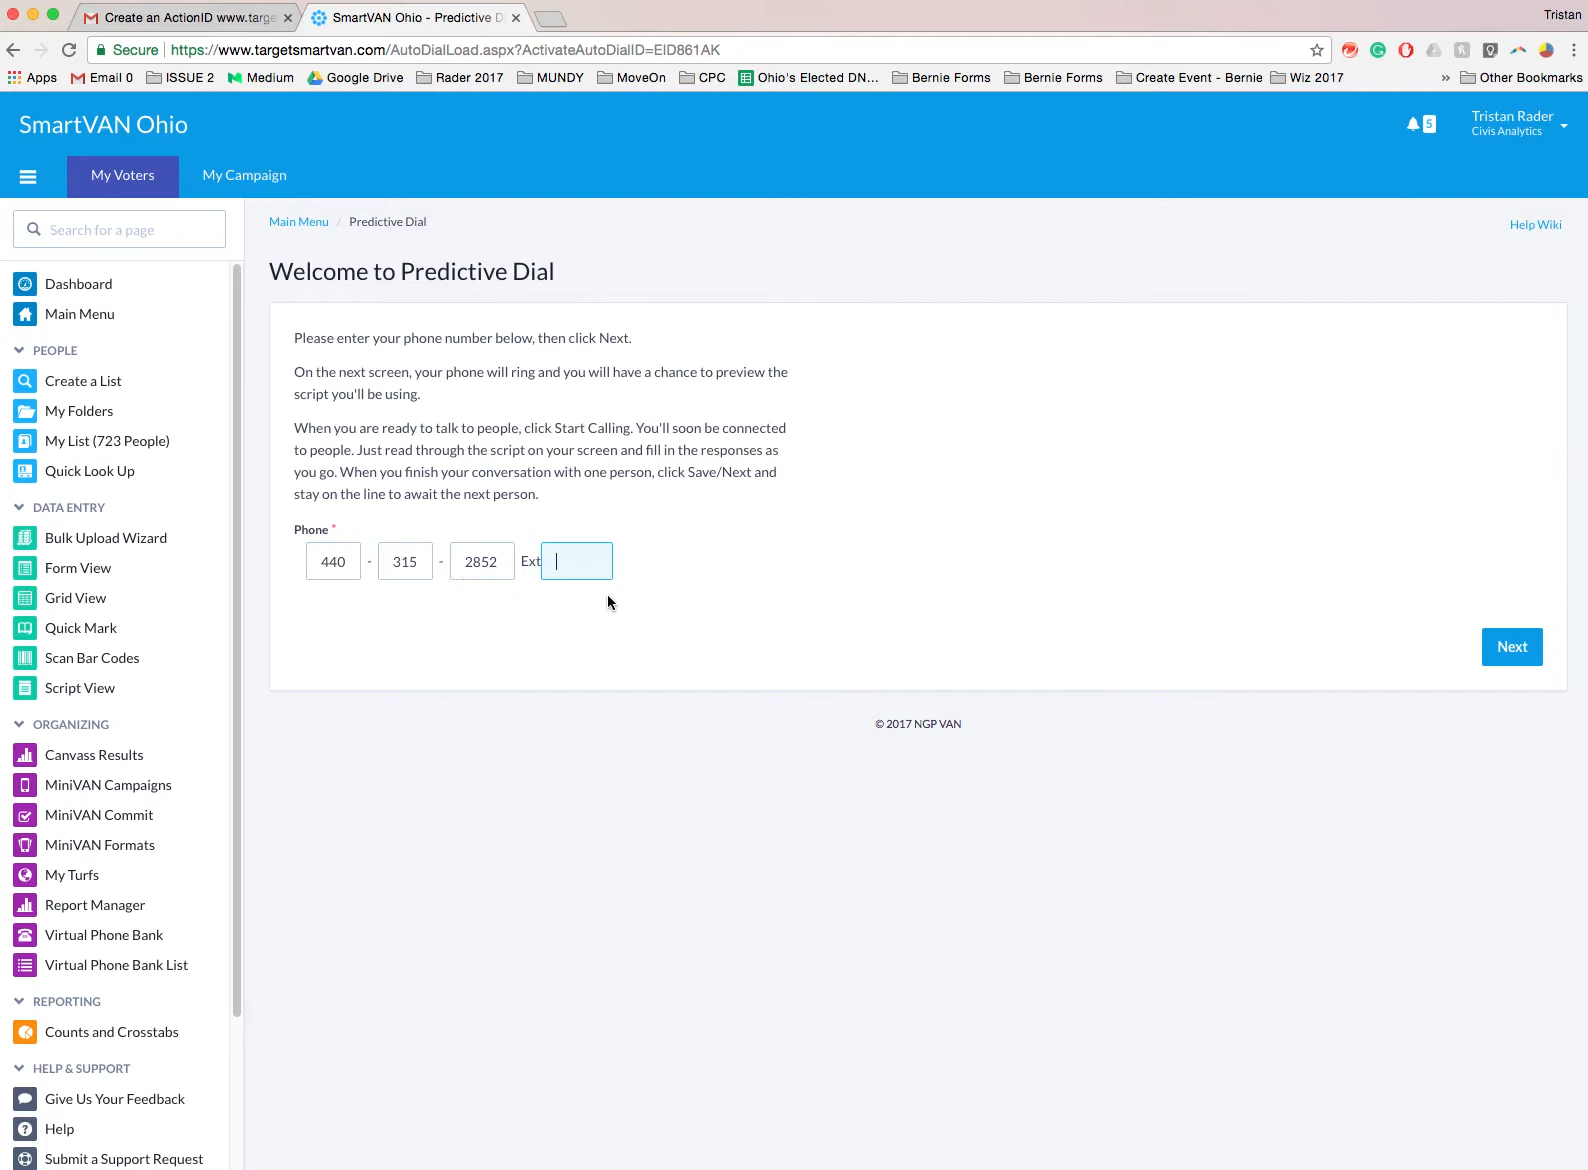 Create an ActionID www.targe
SmartVAN Ohio - Predictive D
Tristan
Secure
https://www.targetsmartvan.com/AutoDialLoad.aspx?ActivateAutoDialID=EID861AK
Apps Email 0 ISSUE 2 Medium Google Drive Rader 2017 MUNDY MoveOn CPC Ohio's Elected DN... Bernie Forms Bernie Forms Create Event - Bernie Wiz 2017 » Other Bookmarks
SmartVAN Ohio
5
Tristan Rader
Civis Analytics
My Voters
My Campaign
Search for a page
Main Menu / Predictive Dial
Help Wiki
Dashboard
Main Menu
PEOPLE
Create a List
My Folders
My List (723 People)
Quick Look Up
DATA ENTRY
Bulk Upload Wizard
Form View
Grid View
Quick Mark
Scan Bar Codes
Script View
ORGANIZING
Canvass Results
MiniVAN Campaigns
MiniVAN Commit
MiniVAN Formats
My Turfs
Report Manager
Virtual Phone Bank
Virtual Phone Bank List
REPORTING
Counts and Crosstabs
HELP & SUPPORT
Give Us Your Feedback
Help
Submit a Support Request
Welcome to Predictive Dial
Please enter your phone number below, then click Next.
On the next screen, your phone will ring and you will have a chance to preview the
script you'll be using.
When you are ready to talk to people, click Start Calling. You'll soon be connected
to people. Just read through the script on your screen and fill in the responses as
you go. When you finish your conversation with one person, click Save/Next and
stay on the line to await the next person.
Phone *
440 - 315 - 2852 Ext
Next
© 2017 NGP VAN